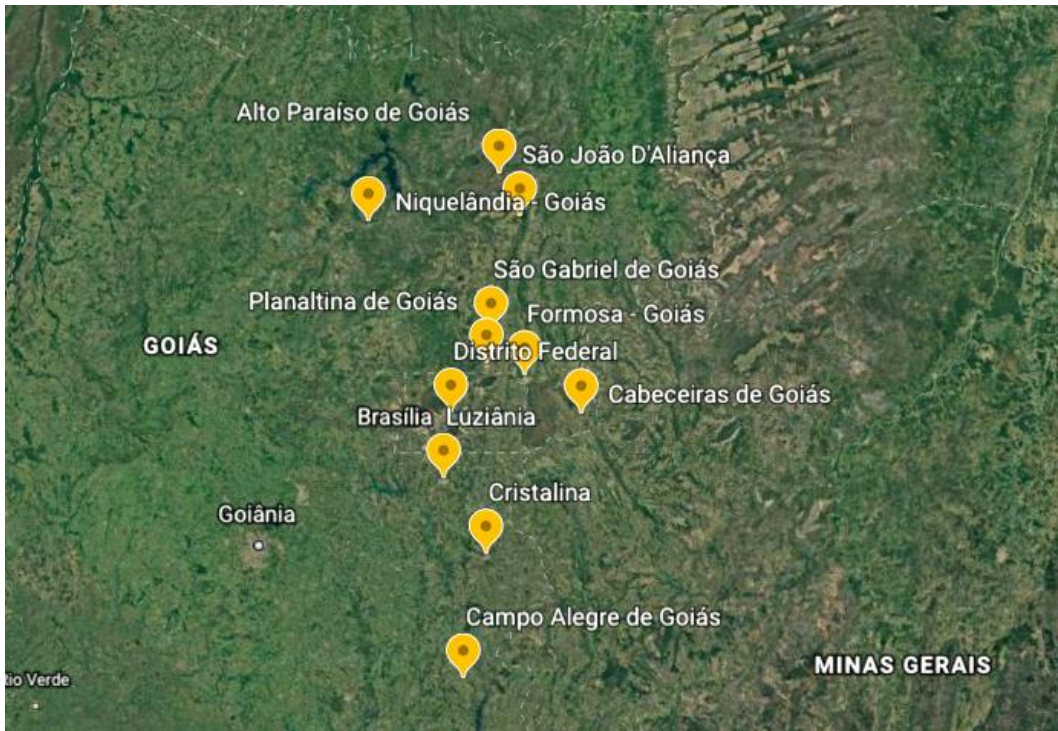 Alto Paraíso de Goiás
São João D'Aliança
Niquelândia - Goiás
São Gabriel de Goiás
Planaltina de Goiás
Formosa - Goiás
GOIÁS
Distrito Federal
Cabeceiras de Goiás
Brasília
Luziânia
Cristalina
Goiânia
Campo Alegre de Goiás
MINAS GERAIS
Verde